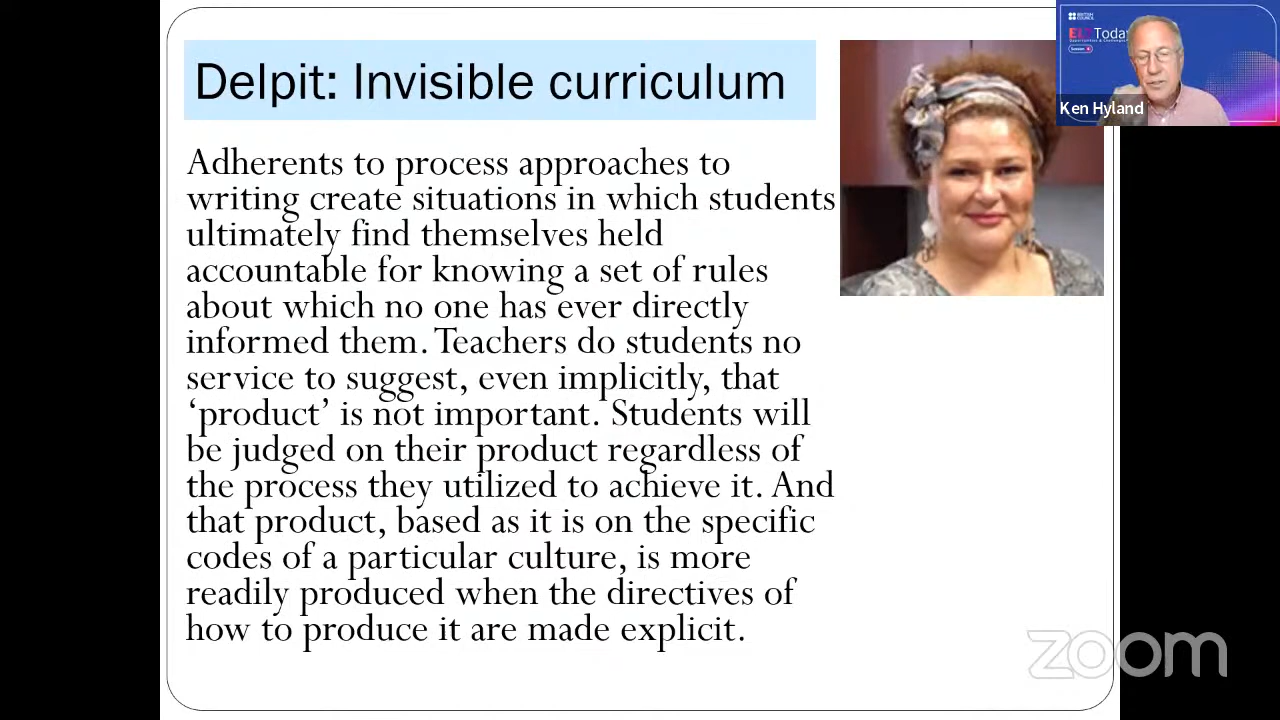 Delpit: Invisible curriculum
Adherents to process approaches to
writing create situations in which students
ultimately find themselves held
accountable for knowing a set of rules
about which no one has ever directly
informed them. Teachers do students no
service to suggest, even implicitly, that
‘product’ is not important. Students will
be judged on their product regardless of
the process they utilized to achieve it. And
that product, based as it is on the specific
codes of a particular culture, is more
readily produced when the directives of
how to produce it are made explicit.
BRITISH
COUNCIL
Today
Ken Hyland
zoom